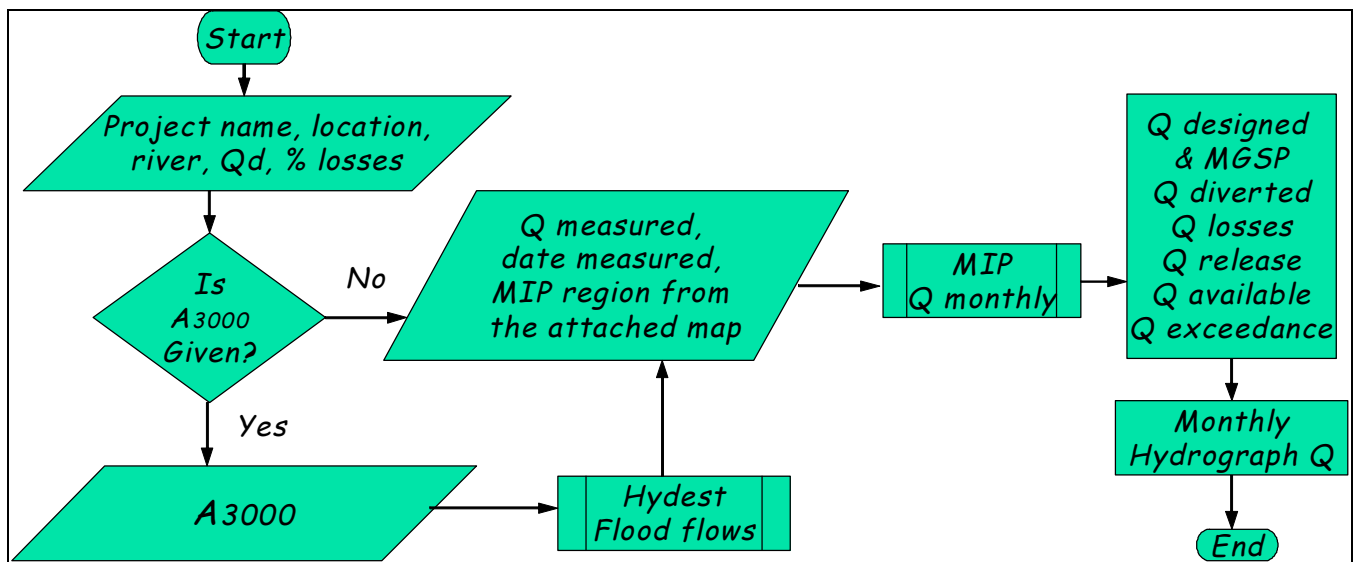 Start
Project name, location,
river, Qd, % losses
Is
A3000
Given?
No
Yes
A3000
Hydest
Flood flows
Q measured,
date measured,
MIP region from
the attached map
MIP
Q monthly
Q designed
& MGSP
Q diverted
Q losses
Q release
Q available
Q exceedance
Monthly
Hydrograph Q
End